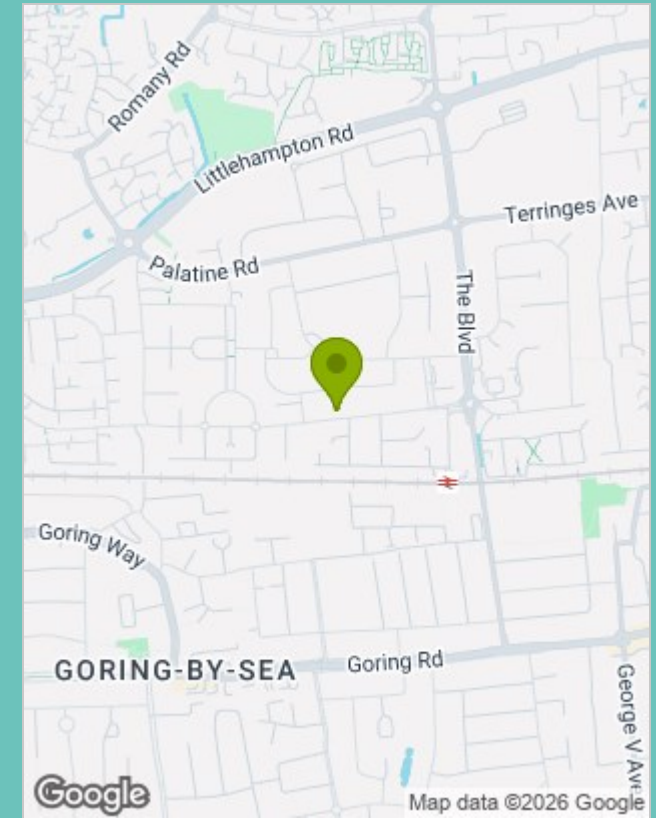 Romany Rd
Littlehampton Rd
Terringes Ave
Palatine Rd
The Blvd
Goring Way
GORING-BY-SEA
Goring Rd
George V Ave
Google
Map data ©2026 Google